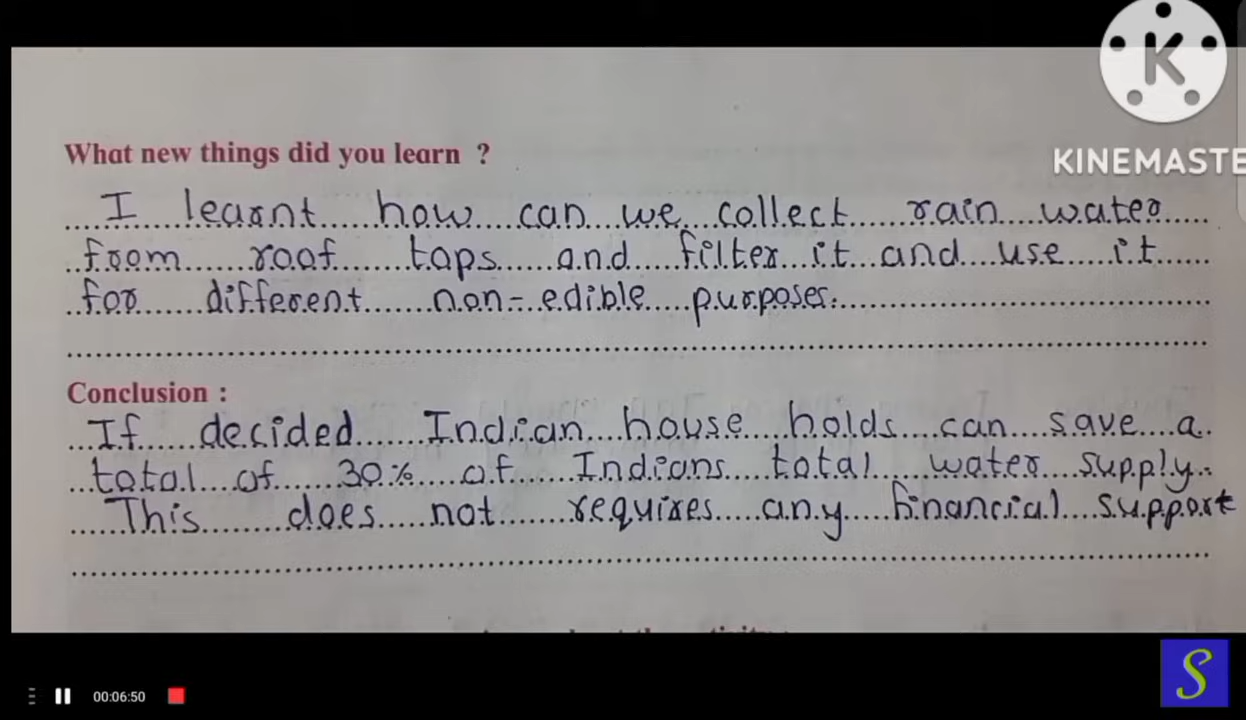 KINEMASTE
What new things did you learn ?
I learnt how can we collect rain water
from roof taps and filter it and use it
for different non-edible purposes.
Conclusion :
If decided Indian house holds can save a
total of 30% of Indians total water supply.
This does not requires any financial support
00:06:50